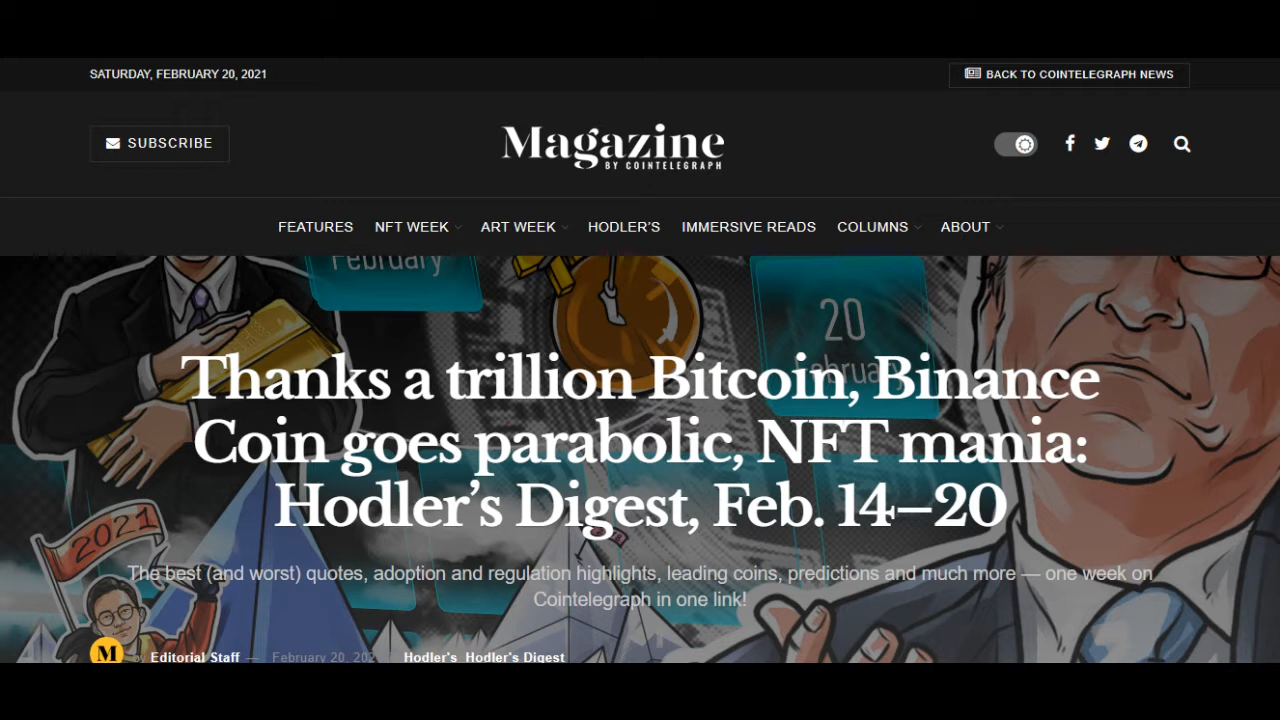 SATURDAY, FEBRUARY 20, 2021
BACK TO COINTELEGRAPH NEWS
SUBSCRIBE
Magazine
BY COINTELEGRAPH
FEATURES NFT WEEK ART WEEK HODLER'S IMMERSIVE READS COLUMNS ABOUT
February
20
February
Thanks a trillion Bitcoin, Binance
Coin goes parabolic, NFT mania:
Hodler’s Digest, Feb. 14–20
2021
The best (and worst) quotes, adoption and regulation highlights, leading coins, predictions and much more — one week on
Cointelegraph in one link!
M
by Editorial Staff — February 20, 2021 Hodler's Hodler's Digest